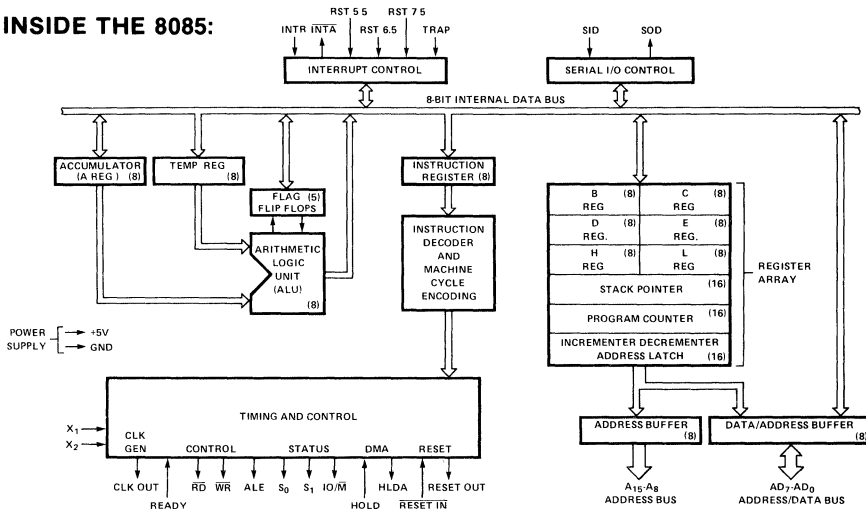 INSIDE THE 8085:
RST 5 5 RST 7 5
INTR INTA RST 6.5 TRAP
SID SOD
INTERRUPT CONTROL
SERIAL I/O CONTROL
8-BIT INTERNAL DATA BUS
ACCUMULATOR
(A REG) (8)
TEMP REG
(8)
FLAG (5)
FLIP FLOPS
ARITHMETIC
LOGIC
UNIT
(ALU)
(8)
INSTRUCTION
REGISTER (8)
INSTRUCTION
DECODER
AND
MACHINE
CYCLE
ENCODING
B (8) C (8)
REG REG
D (8) E (8)
REG. REG.
H (8) L (8)
REG REG
STACK POINTER (16)
PROGRAM COUNTER (16)
INCREMENTER DECREMENTER
ADDRESS LATCH (16)
REGISTER
ARRAY
POWER
SUPPLY
+5V
GND
TIMING AND CONTROL
X1
X2
CLK
GEN CONTROL STATUS DMA RESET
CLK OUT RD WR ALE S0 S1 IO/M HLDA RESET OUT
READY HOLD RESET IN
ADDRESS BUFFER
(8)
DATA/ADDRESS BUFFER
(8)
A15-A8
ADDRESS BUS
AD7-AD0
ADDRESS/DATA BUS